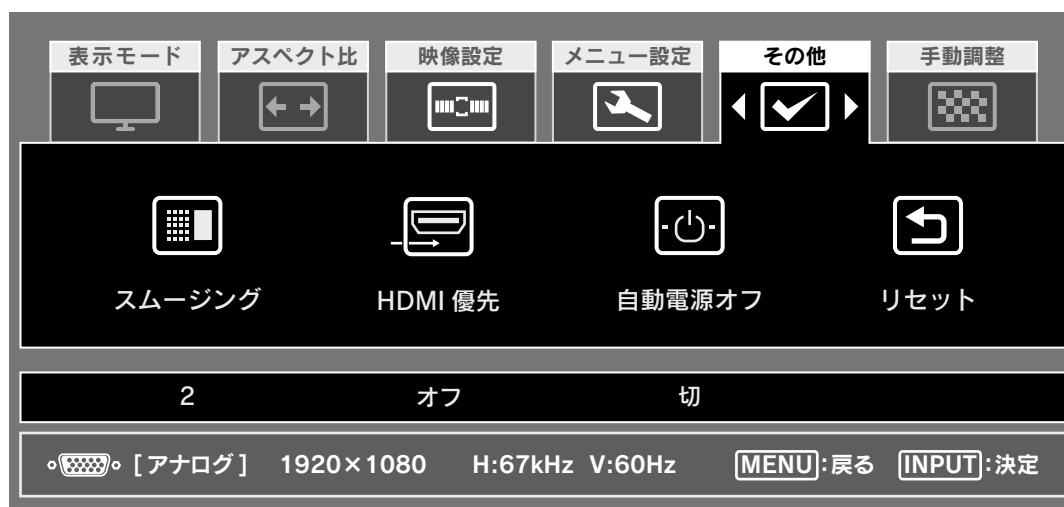 表示モード アスペクト比 映像設定 メニュー設定 その他 手動調整
スムージング HDMI 優先 自動電源オフ リセット
2 オフ 切
[アナログ] 1920×1080 H:67kHz V:60Hz MENU:戻る INPUT:決定